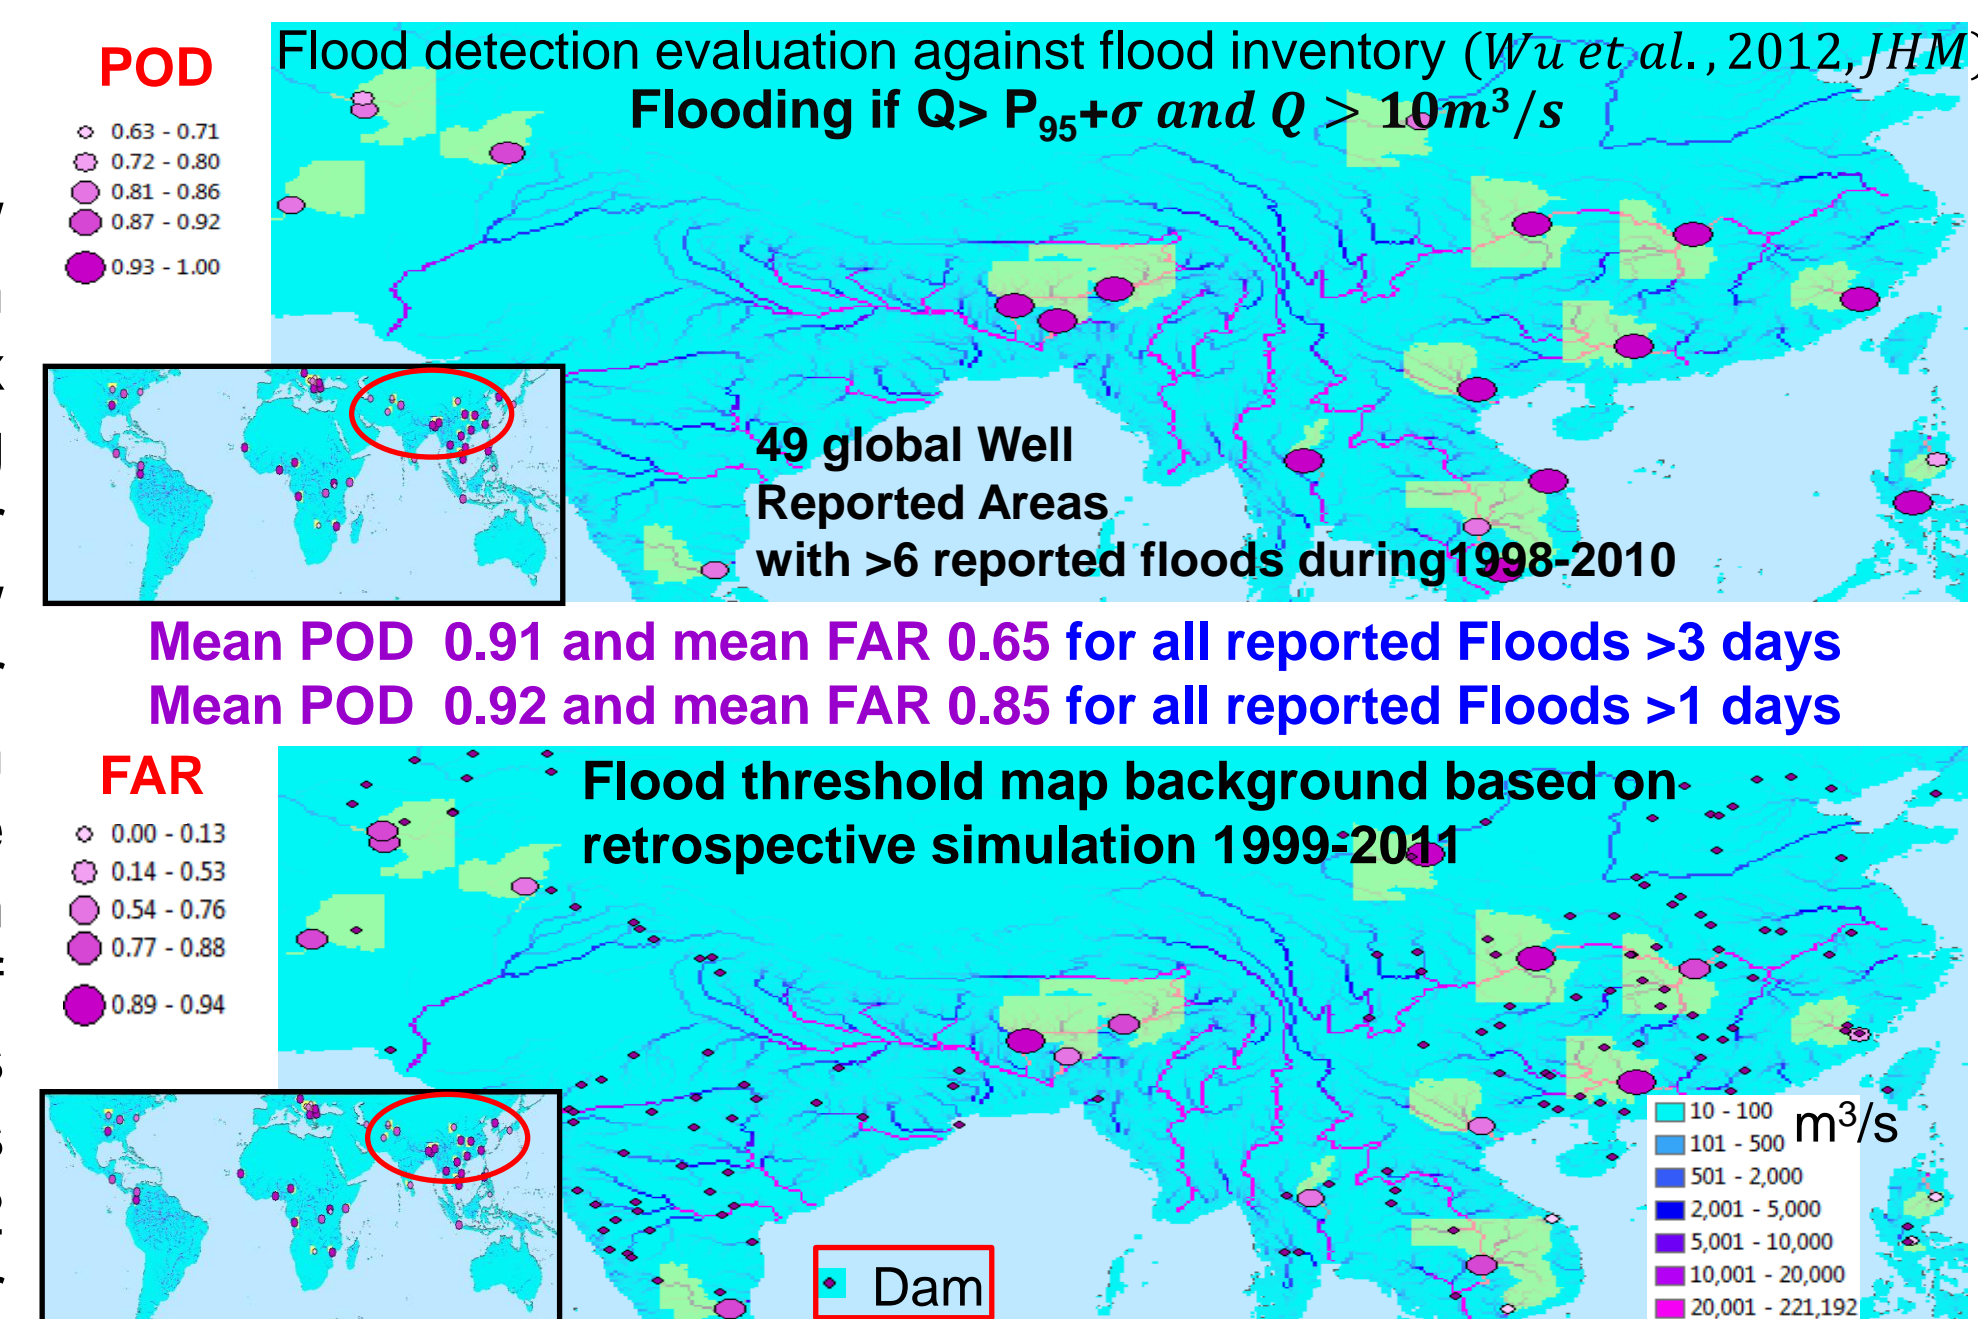 POD
Flood detection evaluation against flood inventory (Wu et al., 2012, JHM)
Flooding if Q> P95+σ and Q > 10m³/s
0.63 - 0.71
0.72 - 0.80
0.81 - 0.86
0.87 - 0.92
0.93 - 1.00
49 global Well
Reported Areas
with >6 reported floods during1998-2010
Mean POD 0.91 and mean FAR 0.65 for all reported Floods >3 days
Mean POD 0.92 and mean FAR 0.85 for all reported Floods >1 days
FAR
Flood threshold map background based on
retrospective simulation 1999-2011
0.00 - 0.13
0.14 - 0.53
0.54 - 0.76
0.77 - 0.88
0.89 - 0.94
Dam
m³/s
10 - 100
101 - 500
501 - 2,000
2,001 - 5,000
5,001 - 10,000
10,001 - 20,000
20,001 - 221,192